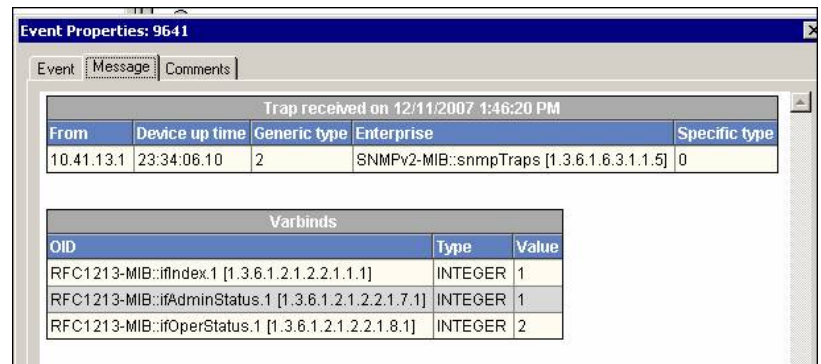 Event Properties: 9641
Event Message Comments
Trap received on 12/11/2007 1:46:20 PM
From Device up time Generic type Enterprise Specific type
10.41.13.1 23:34:06.10 2 SNMPv2-MIB::snmpTraps [1.3.6.1.6.3.1.1.5] 0
Varbinds
OID Type Value
RFC1213-MIB::ifIndex.1 [1.3.6.1.2.1.2.2.1.1.1] INTEGER 1
RFC1213-MIB::ifAdminStatus.1 [1.3.6.1.2.1.2.2.1.7.1] INTEGER 1
RFC1213-MIB::ifOperStatus.1 [1.3.6.1.2.1.2.2.1.8.1] INTEGER 2